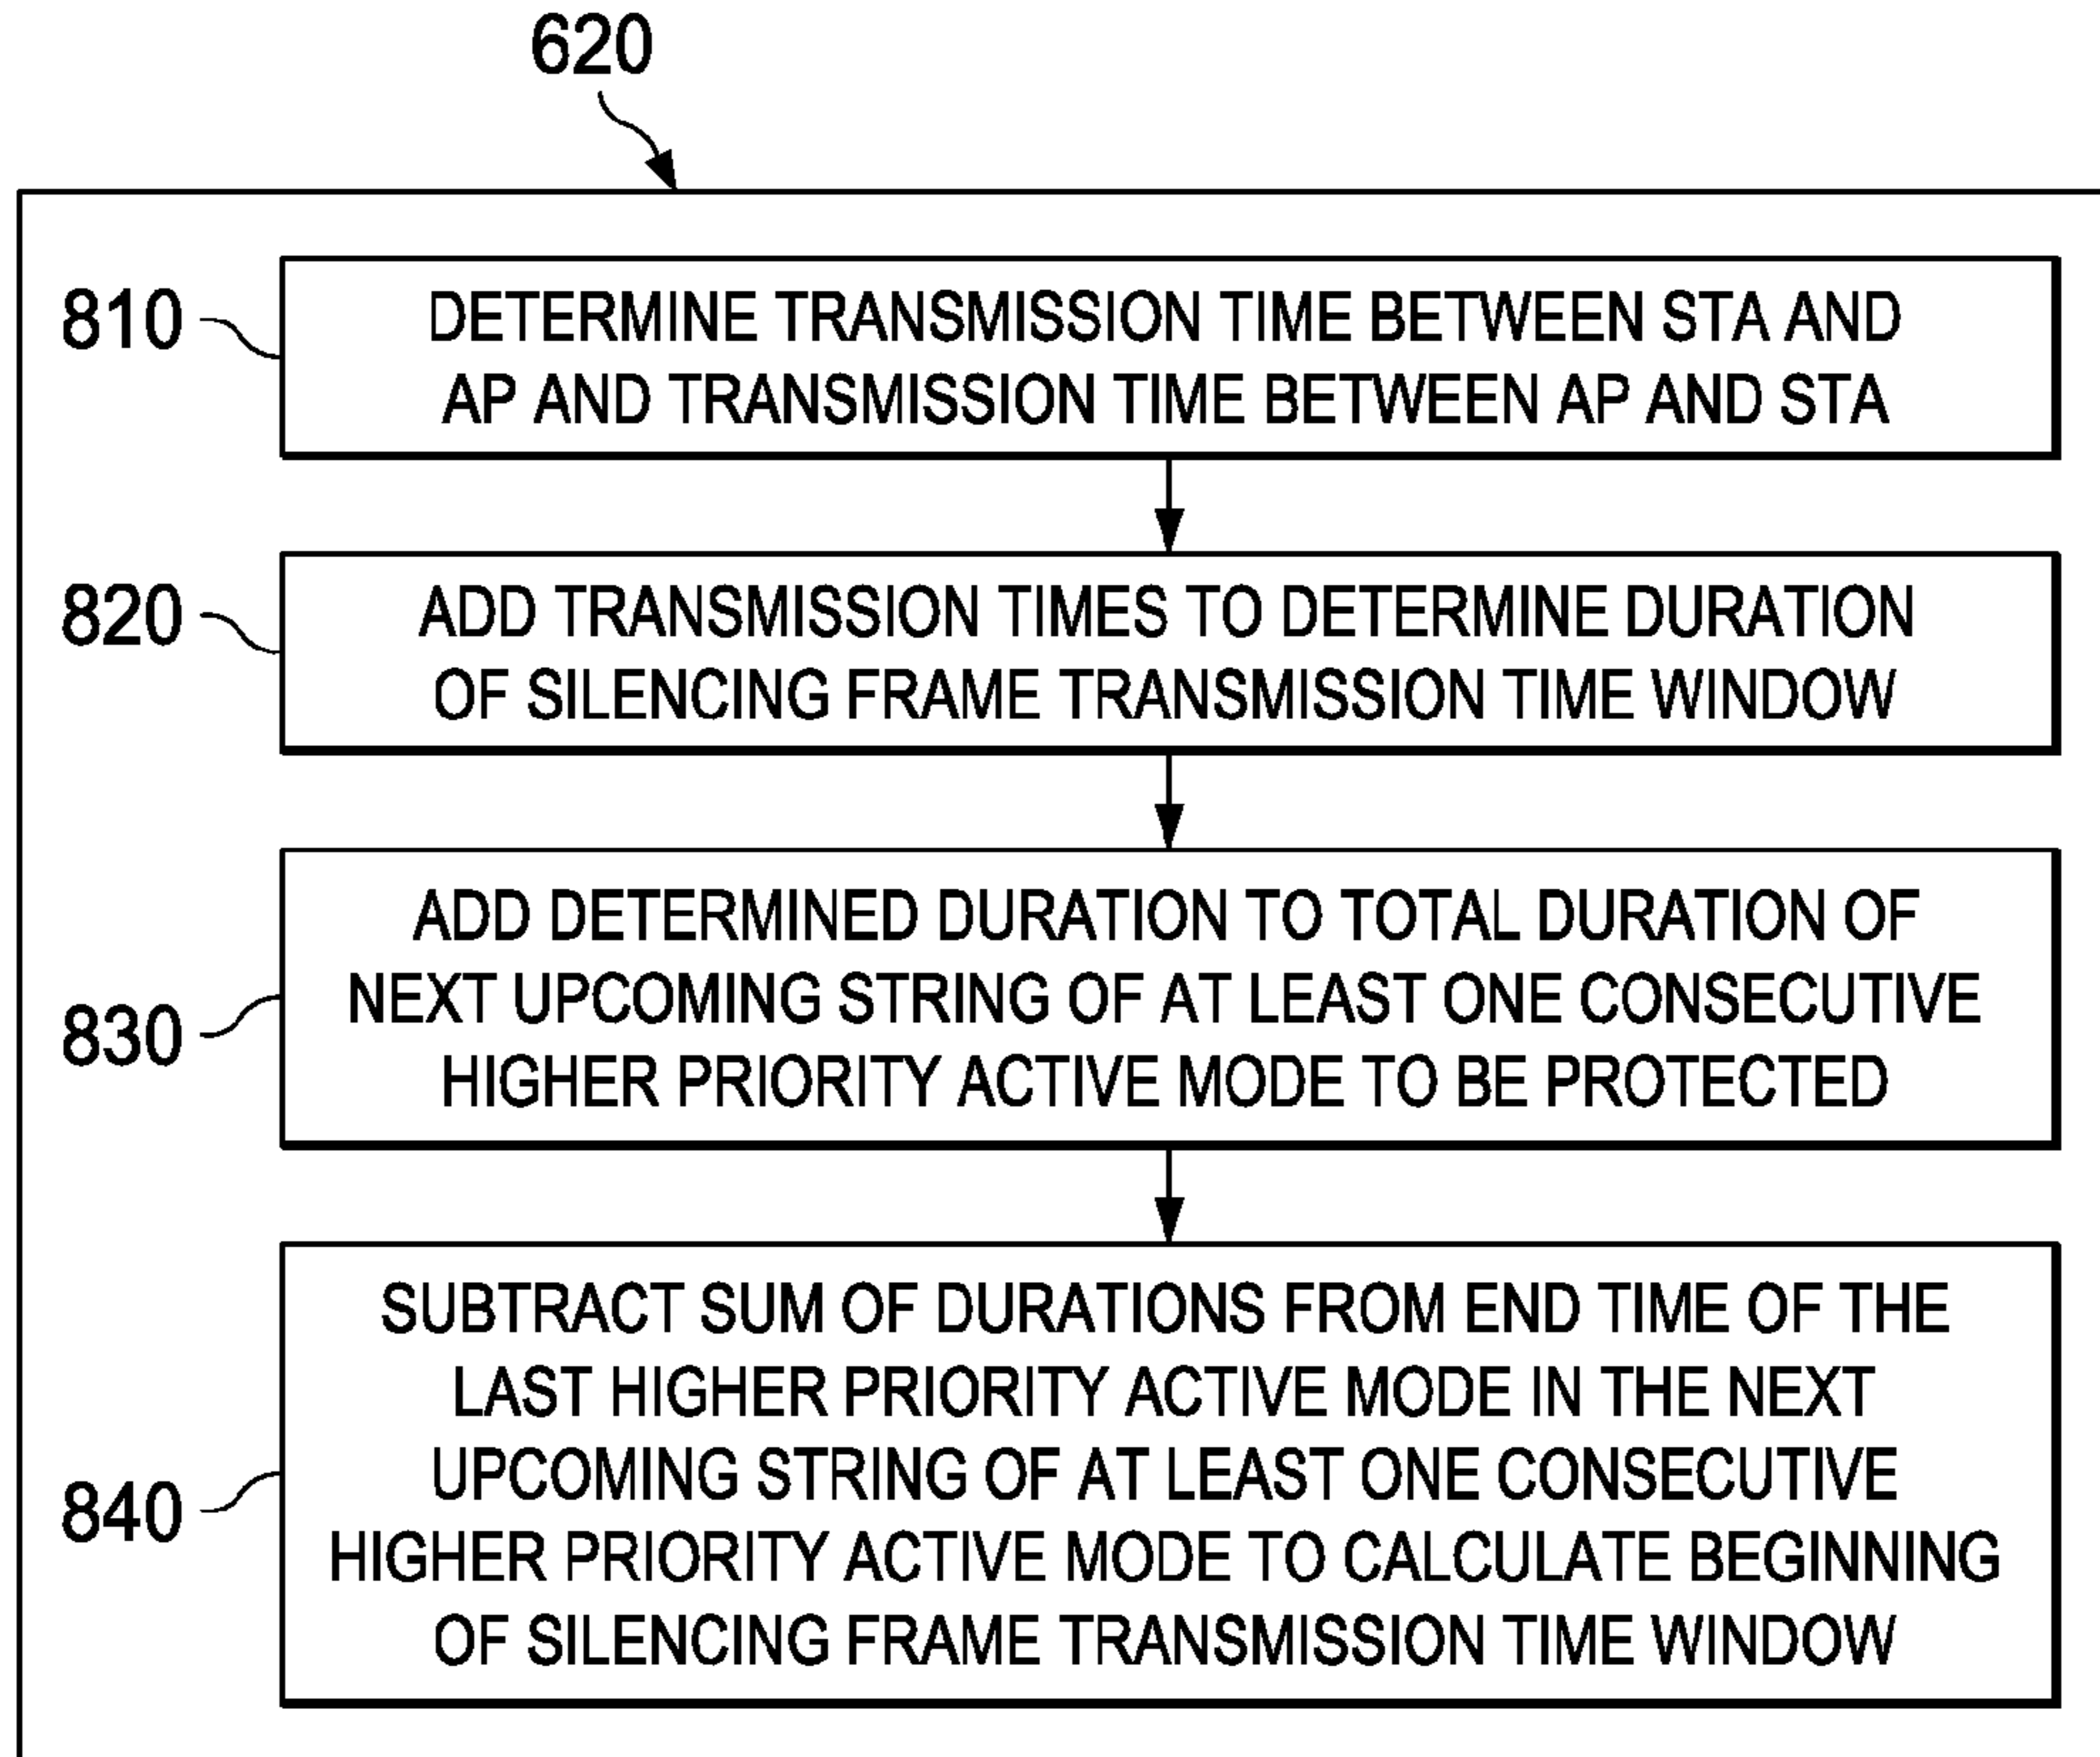 620
810
DETERMINE TRANSMISSION TIME BETWEEN STA AND
AP AND TRANSMISSION TIME BETWEEN AP AND STA
820
ADD TRANSMISSION TIMES TO DETERMINE DURATION
OF SILENCING FRAME TRANSMISSION TIME WINDOW
830
ADD DETERMINED DURATION TO TOTAL DURATION OF
NEXT UPCOMING STRING OF AT LEAST ONE CONSECUTIVE
HIGHER PRIORITY ACTIVE MODE TO BE PROTECTED
840
SUBTRACT SUM OF DURATIONS FROM END TIME OF THE
LAST HIGHER PRIORITY ACTIVE MODE IN THE NEXT
UPCOMING STRING OF AT LEAST ONE CONSECUTIVE
HIGHER PRIORITY ACTIVE MODE TO CALCULATE BEGINNING
OF SILENCING FRAME TRANSMISSION TIME WINDOW